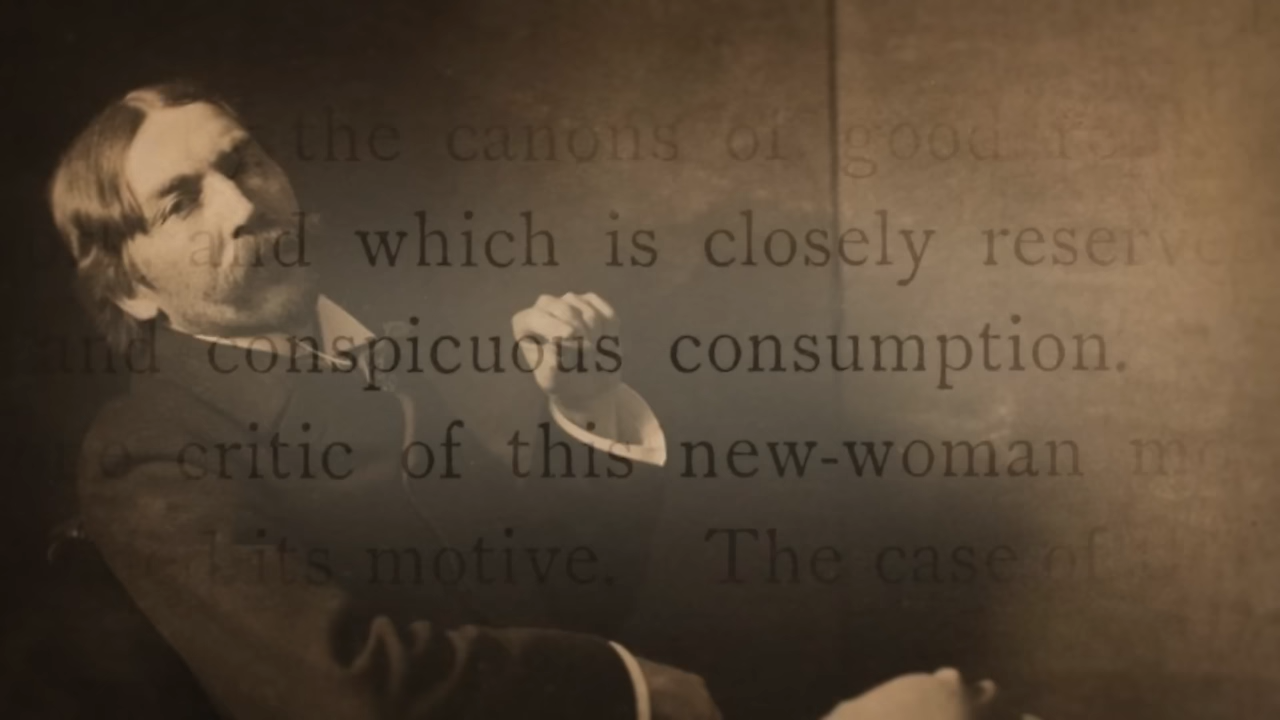 the canons of good
and which is closely
and conspicuous consumption.
critic of this new-woman
its motive. The case of